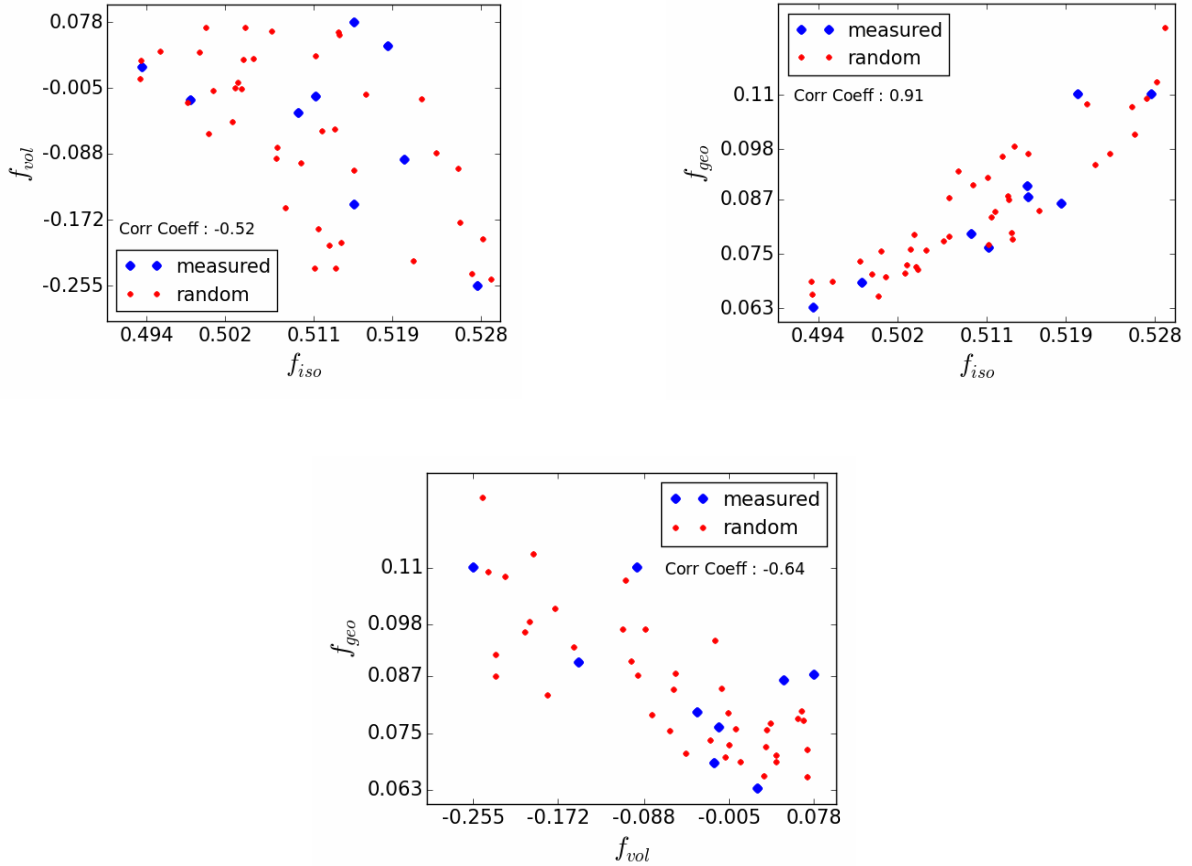 0.078
-0.005
-0.088
-0.172
-0.255
f_vol
Corr Coeff : -0.52
measured
random
0.494 0.502 0.511 0.519 0.528
f_iso
measured
random
Corr Coeff : 0.91
0.11
0.098
0.087
0.075
0.063
f_geo
0.494 0.502 0.511 0.519 0.528
f_iso
measured
random
Corr Coeff : -0.64
0.11
0.098
0.087
0.075
0.063
f_geo
-0.255 -0.172 -0.088 -0.005 0.078
f_vol